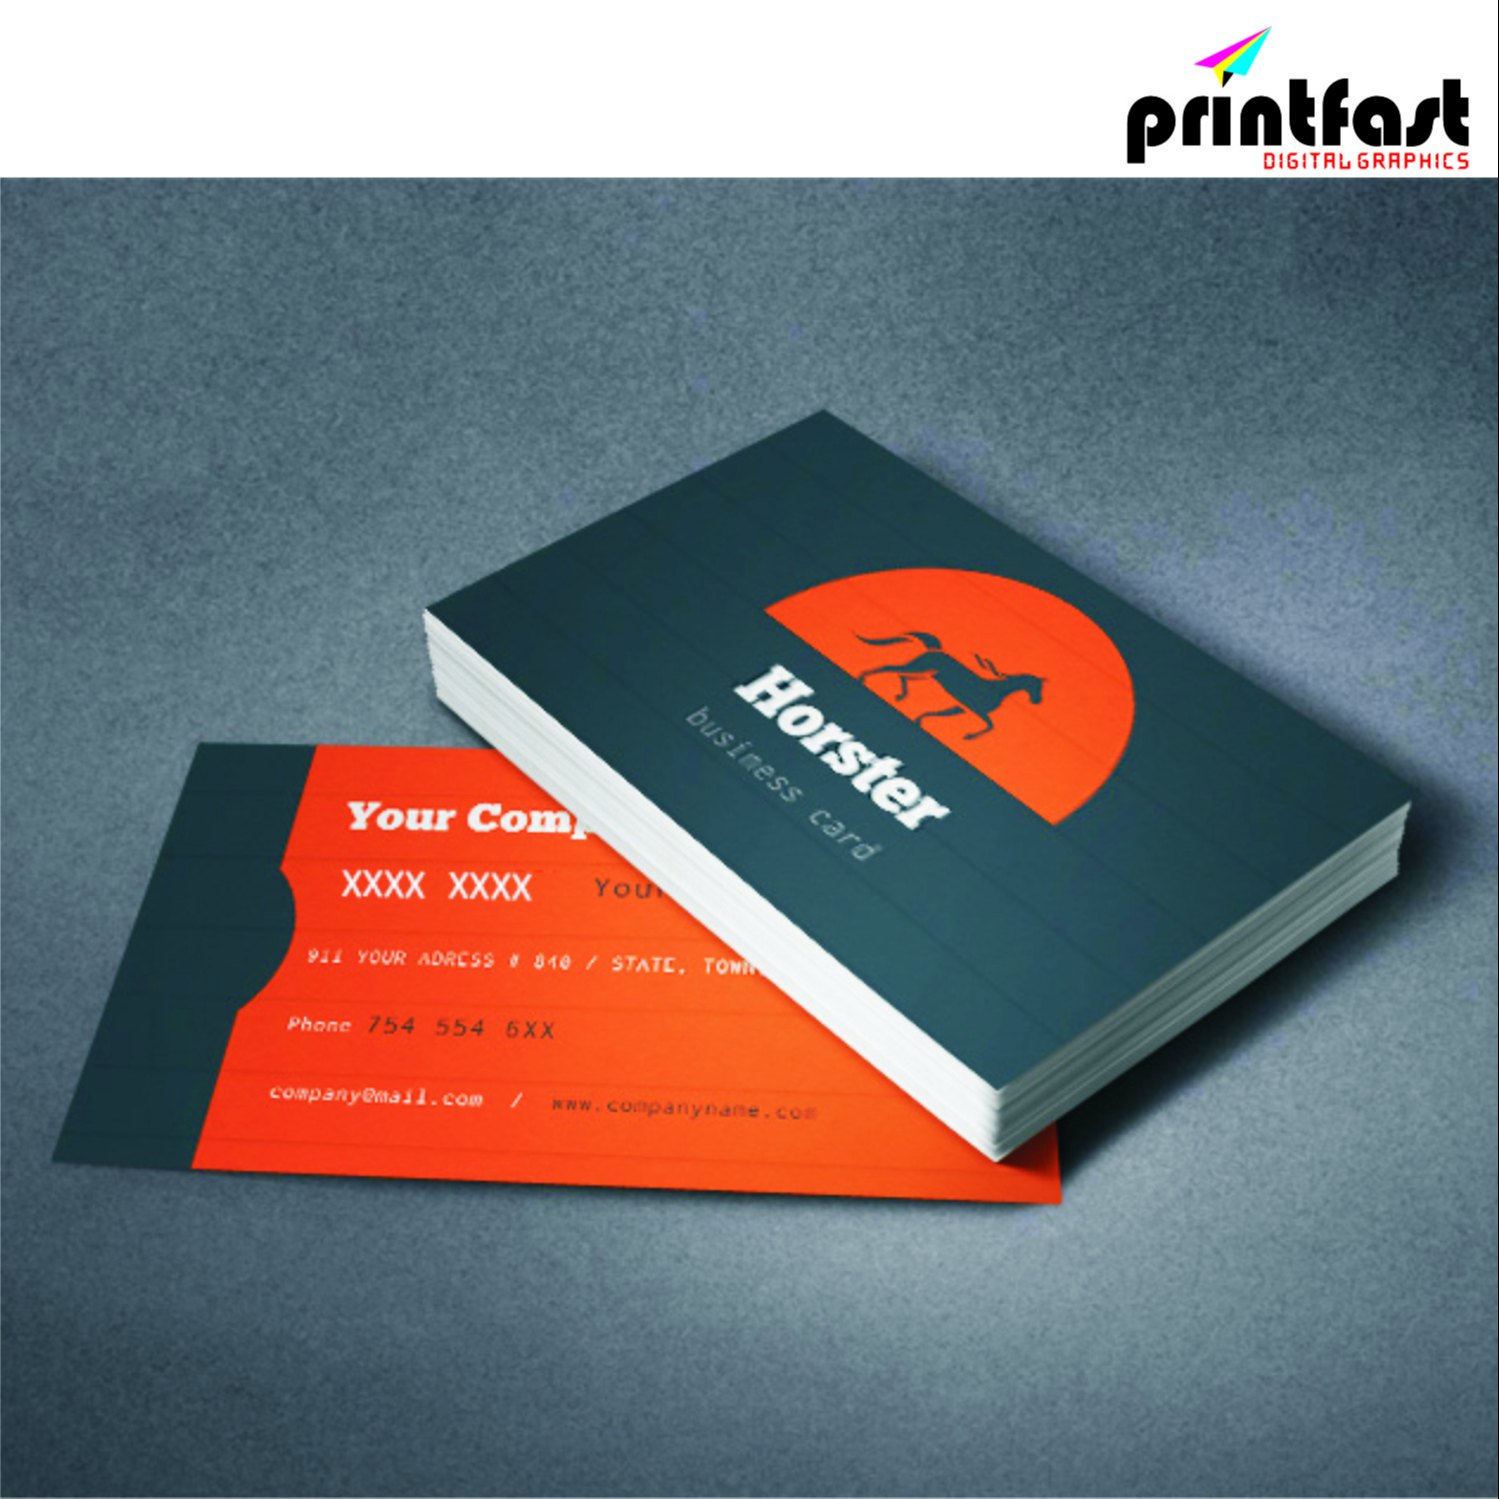 printfast
DIGITAL GRAPHICS
Horster
business card
Your Comp
XXXX XXXX Your
911 YOUR ADRESS # 840 / STATE, TOWN
Phone 754 554 6XX
company@mail.com / www.companyname.com